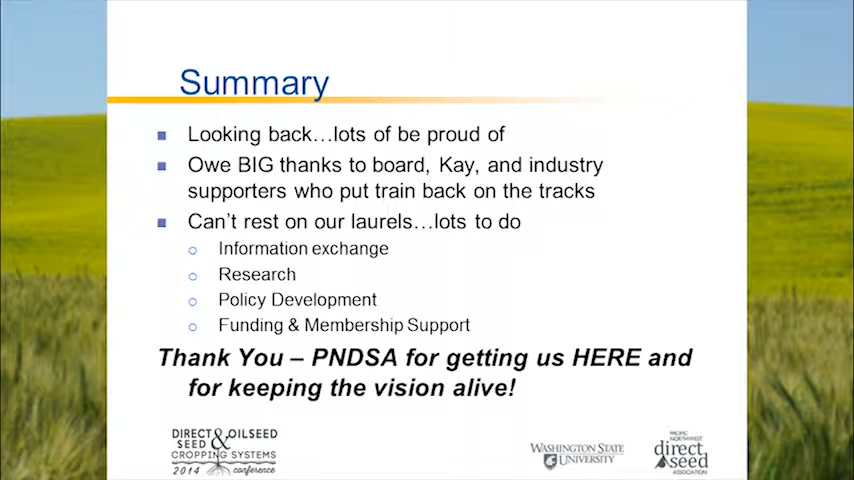 Summary
Looking back…lots of be proud of
Owe BIG thanks to board, Kay, and industry
supporters who put train back on the tracks
Can't rest on our laurels…lots to do
Information exchange
Research
Policy Development
Funding & Membership Support
Thank You – PNDSA for getting us HERE and
for keeping the vision alive!
DIRECT & OILSEED
SEED
CROPPING SYSTEMS
2014 conference
WASHINGTON STATE
UNIVERSITY
PACIFIC
NORTHWEST
direct
seed
ASSOCIATION